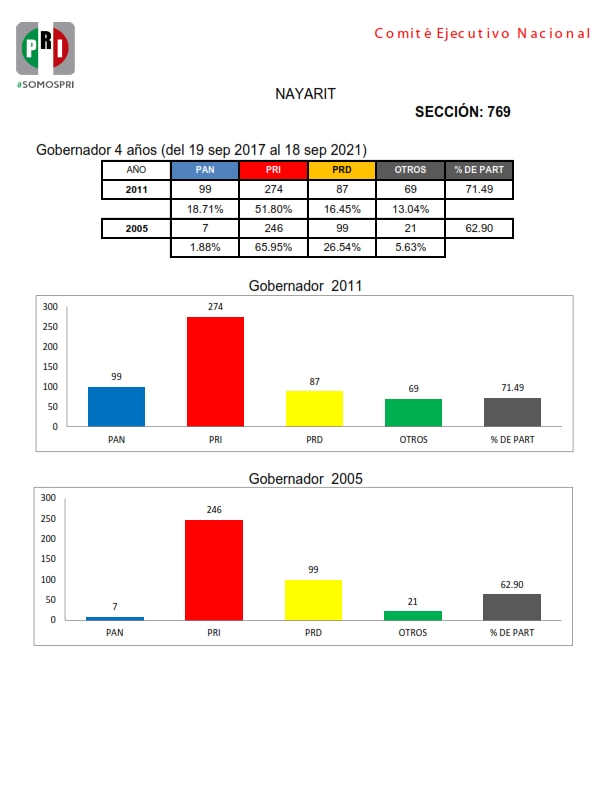 Comité Ejecutivo Nacional
PRI
#SOMOSPRI
NAYARIT
SECCIÓN: 769
Gobernador 4 años (del 19 sep 2017 al 18 sep 2021)
AÑO PAN PRI PRD OTROS % DE PART
2011 99 274 87 69 71.49
18.71% 51.80% 16.45% 13.04%
2005 7 246 99 21 62.90
1.88% 65.95% 26.54% 5.63%
Gobernador 2011
300
250
200
150
100
50
0
99
274
87
69
71.49
PAN PRI PRD OTROS % DE PART
Gobernador 2005
300
250
200
150
100
50
0
7
246
99
21
62.90
PAN PRI PRD OTROS % DE PART